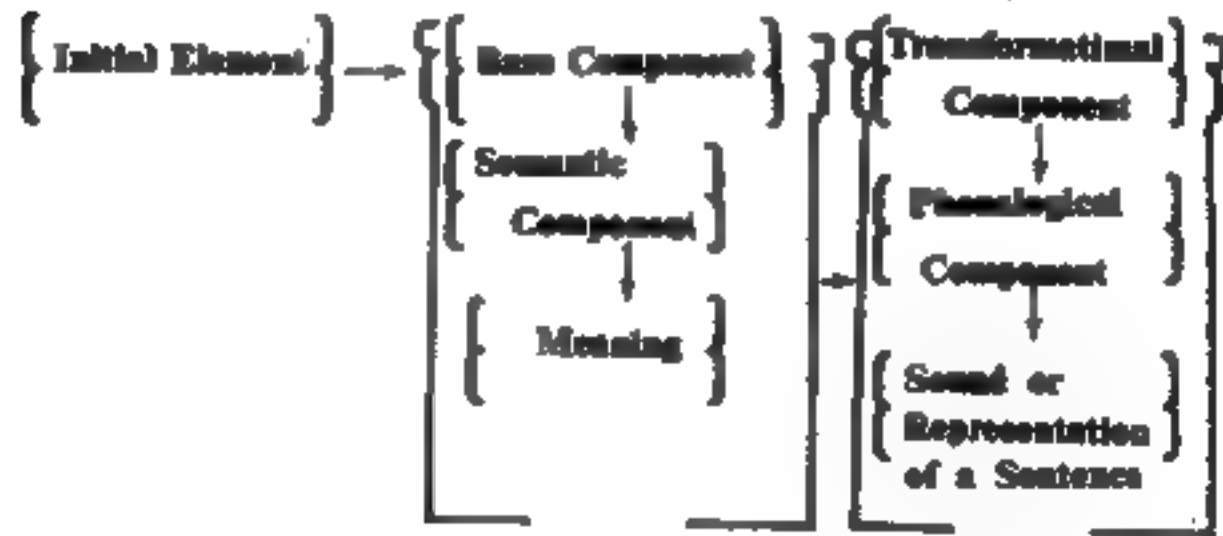 Initial Element
Base Component
Semantic
Component
Meaning
Transformational
Component
Phonological
Component
Sound or
Representation
of a Sentence